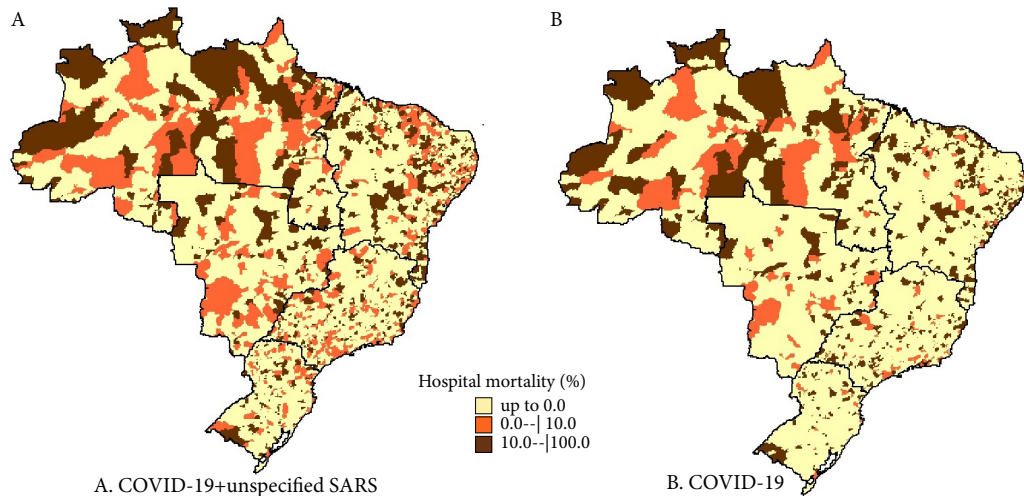 A
B
Hospital mortality (%)
up to 0.0
0.0--| 10.0
10.0--|100.0
A. COVID-19+unspecified SARS
B. COVID-19